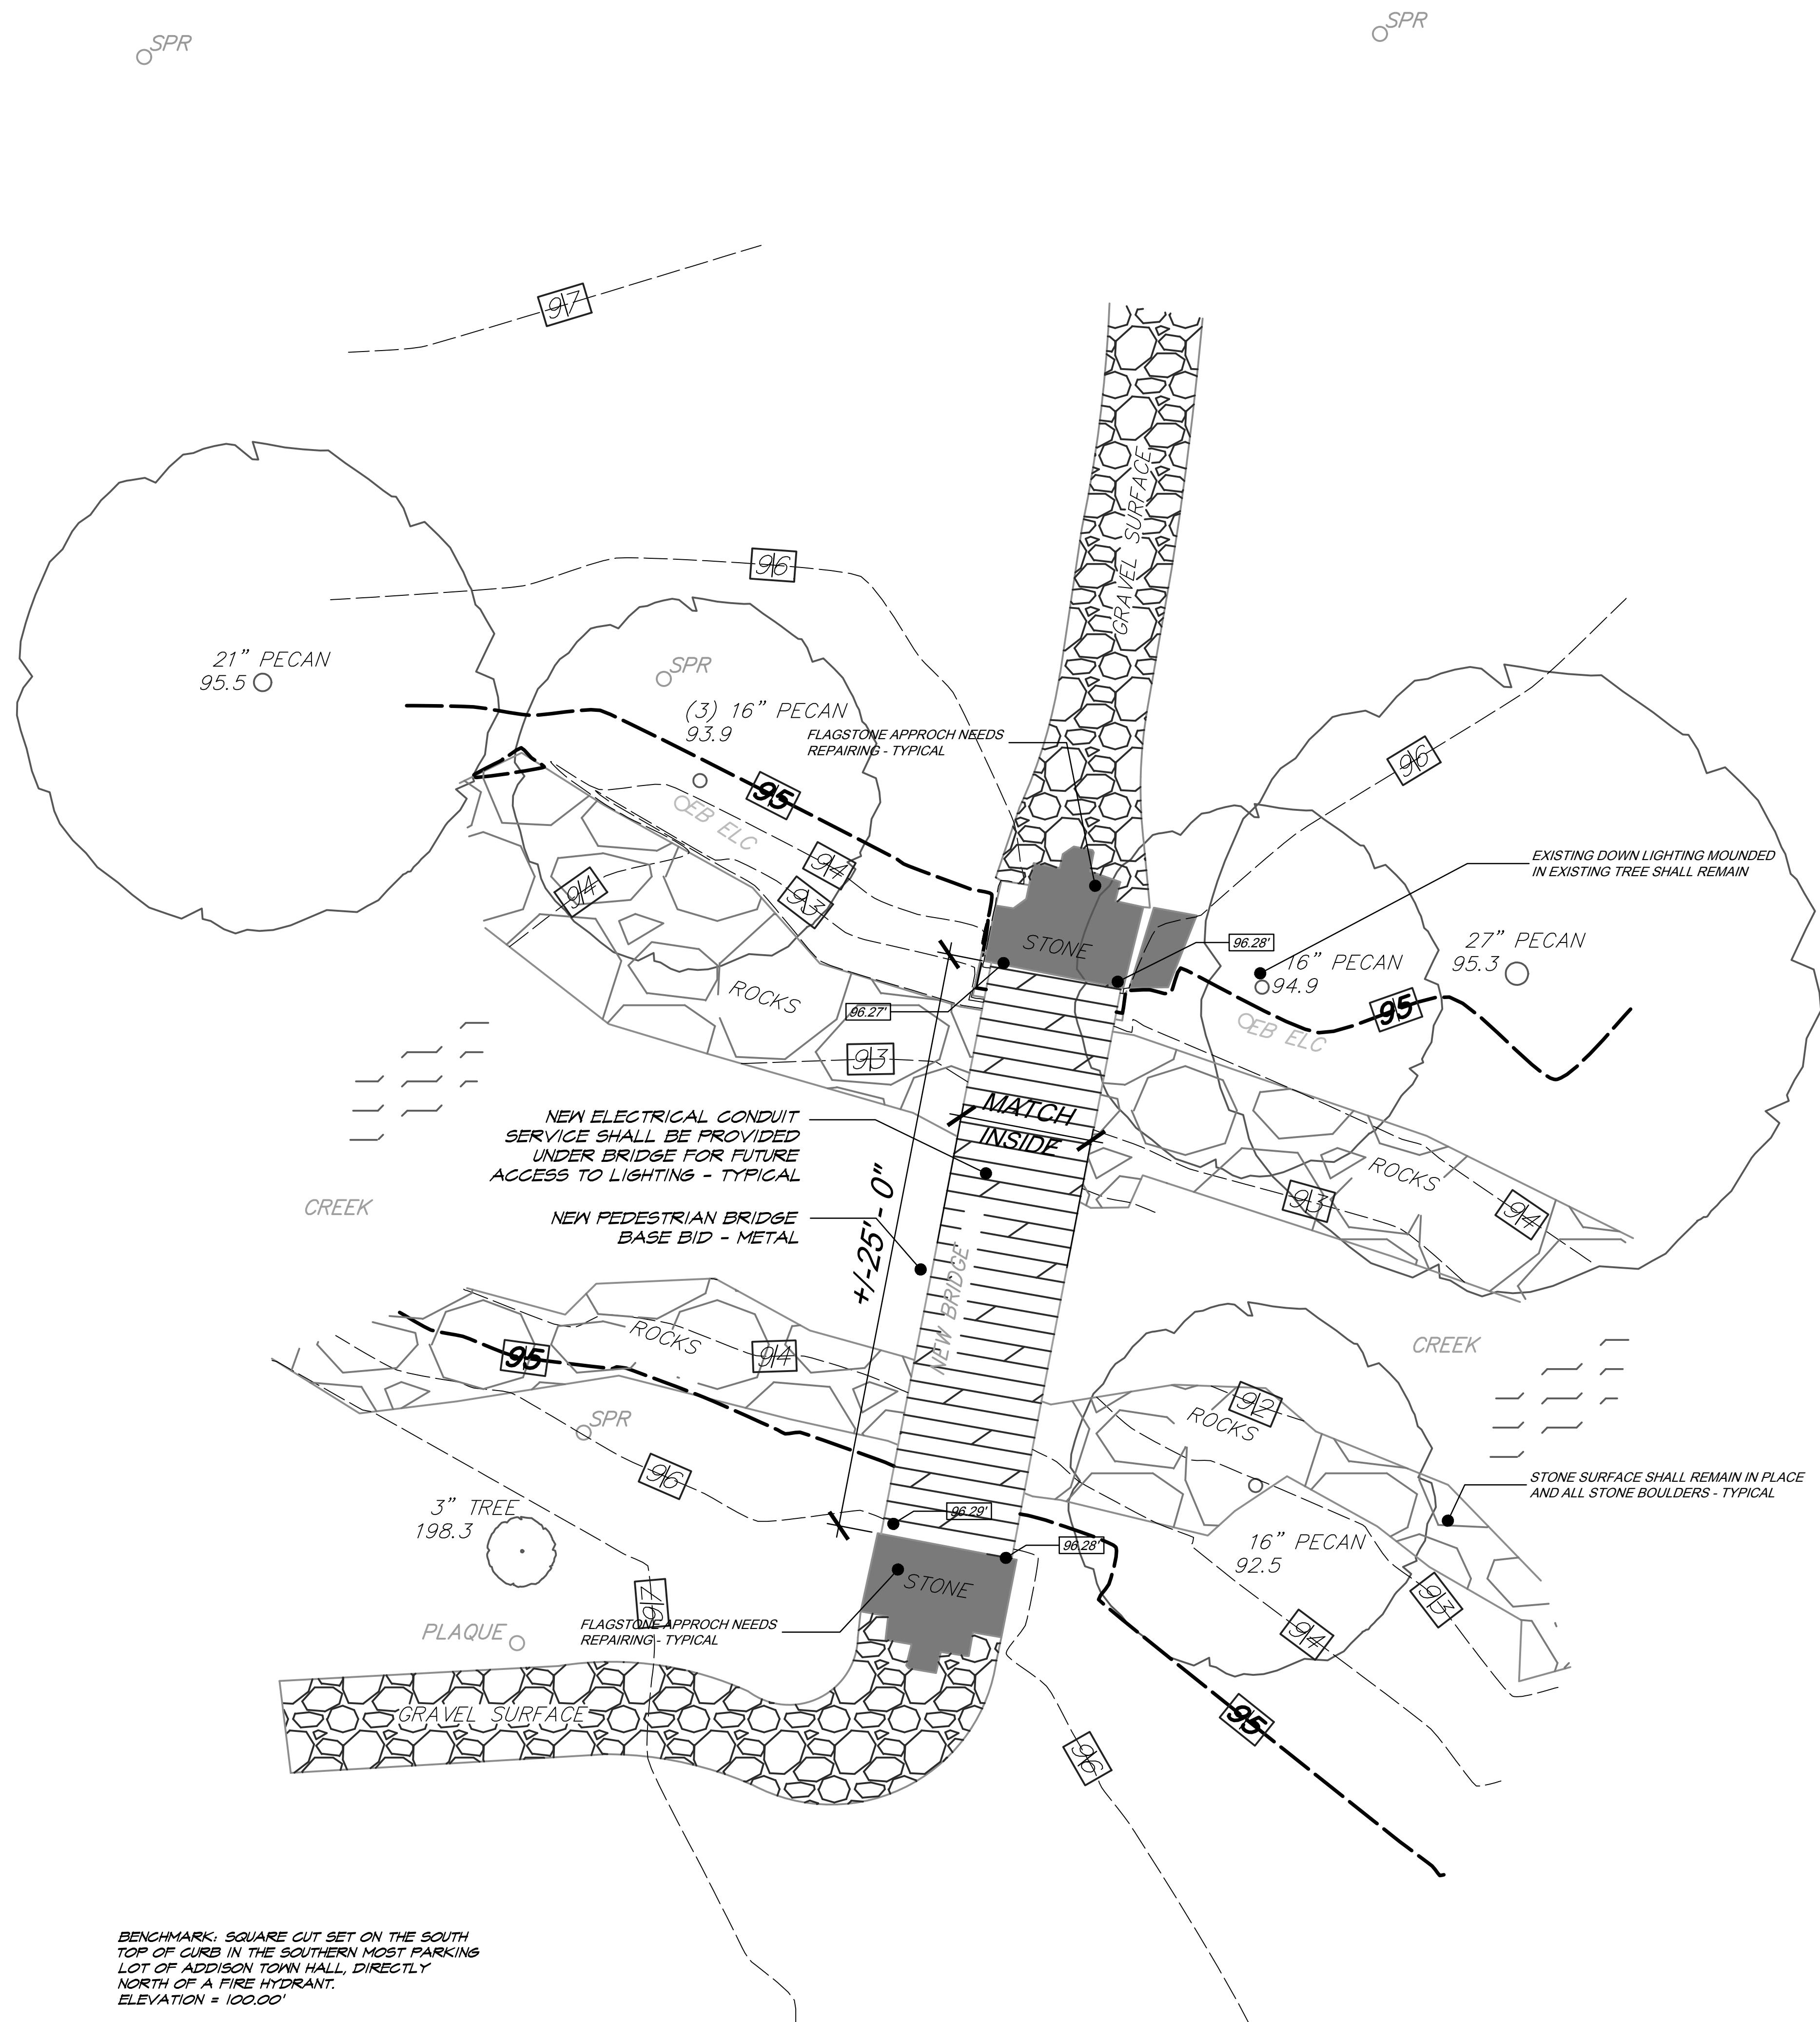 SPR
SPR
97
96
GRAVEL SURFACE
21" PECAN
95.5
SPR
(3) 16" PECAN
93.9
FLAGSTONE APPROCH NEEDS
REPAIRING - TYPICAL
96
95
EB ELC
94
94
93
EXISTING DOWN LIGHTING MOUNDED
IN EXISTING TREE SHALL REMAIN
STONE
96.28'
16" PECAN
94.9
27" PECAN
95.3
ROCKS
96.27'
95
EB ELC
93
NEW ELECTRICAL CONDUIT
SERVICE SHALL BE PROVIDED
UNDER BRIDGE FOR FUTURE
ACCESS TO LIGHTING - TYPICAL
MATCH
INSIDE
ROCKS
93
94
CREEK
NEW PEDESTRIAN BRIDGE
BASE BID - METAL
+/-25'- 0"
NEW BRIDGE
ROCKS
95
94
CREEK
92
ROCKS
SPR
96
STONE SURFACE SHALL REMAIN IN PLACE
AND ALL STONE BOULDERS - TYPICAL
3" TREE
198.3
96.29'
96.28'
16" PECAN
92.5
STONE
97
93
94
FLAGSTONE APPROCH NEEDS
REPAIRING - TYPICAL
PLAQUE
GRAVEL SURFACE
95
96
BENCHMARK: SQUARE CUT SET ON THE SOUTH
TOP OF CURB IN THE SOUTHERN MOST PARKING
LOT OF ADDISON TOWN HALL, DIRECTLY
NORTH OF A FIRE HYDRANT.
ELEVATION = 100.00'